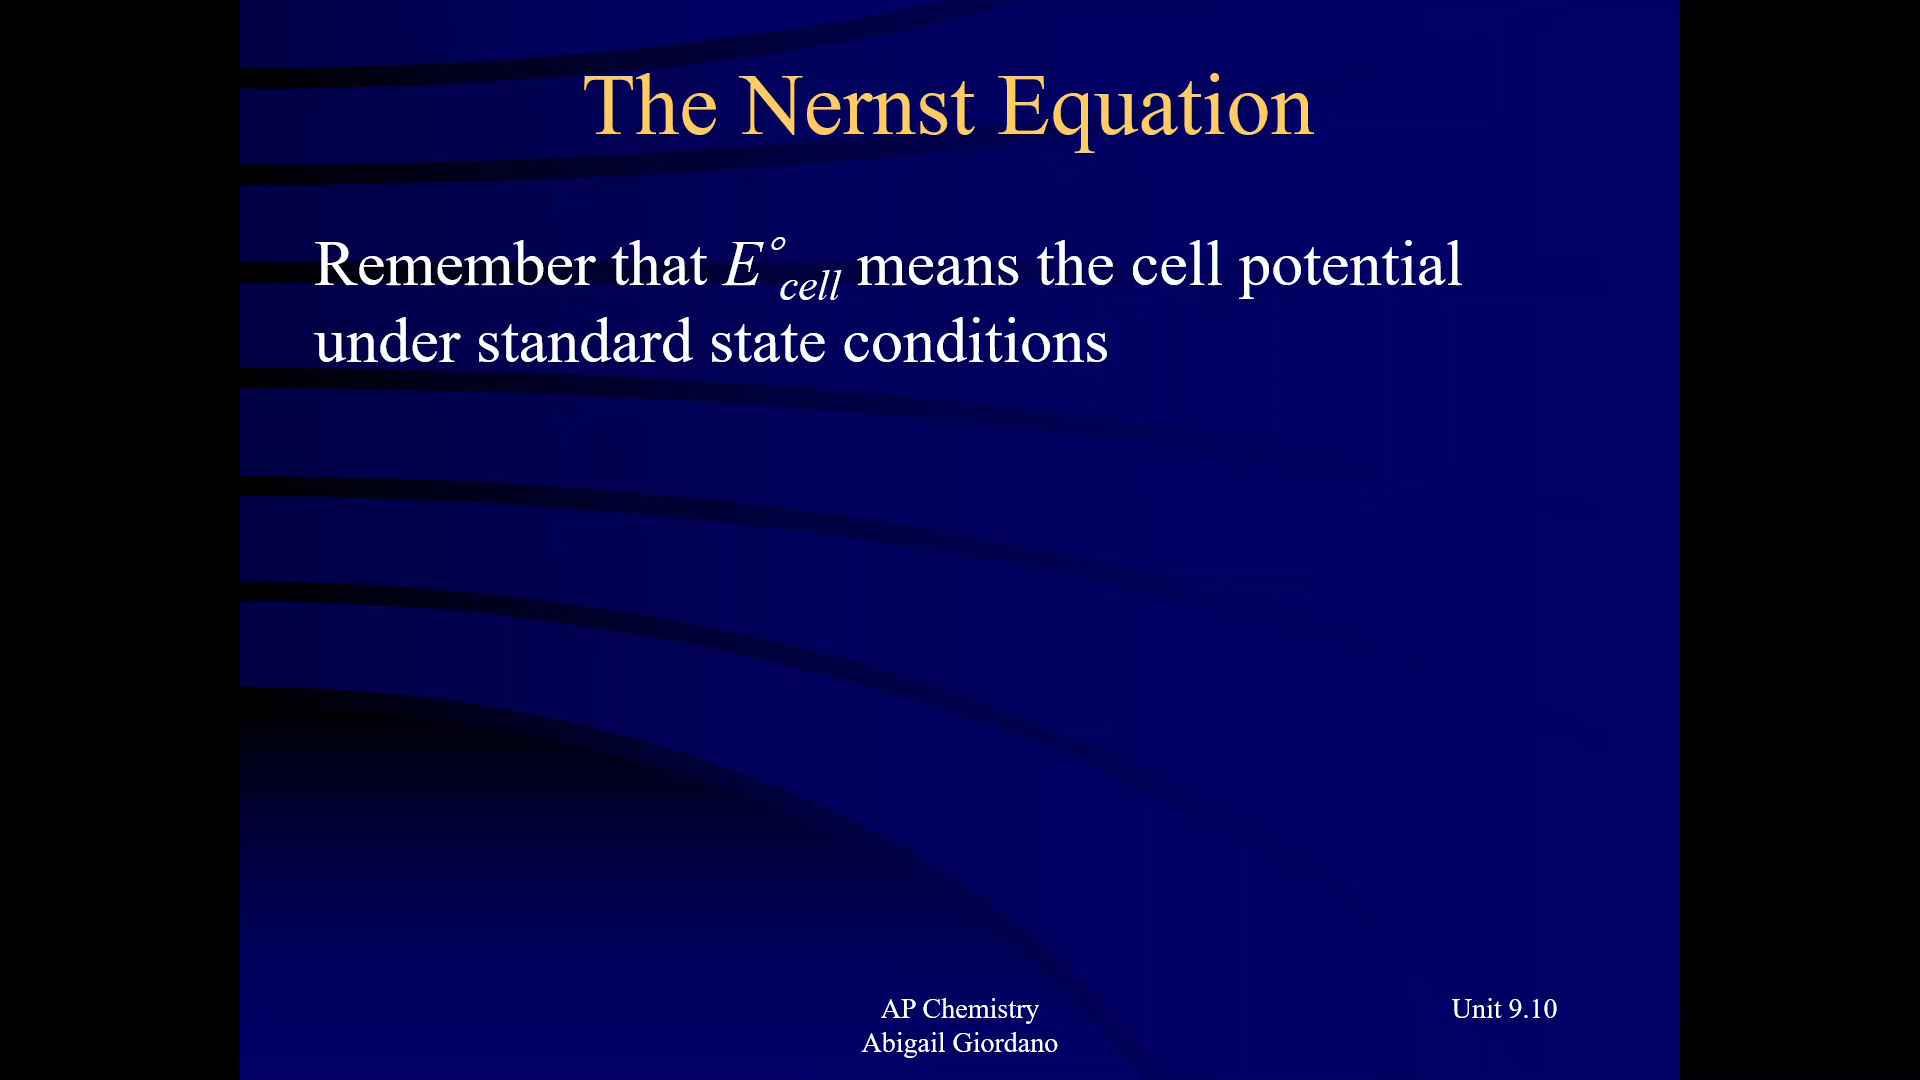 The Nernst Equation
Remember that E°cell means the cell potential
under standard state conditions
AP Chemistry
Abigail Giordano
Unit 9.10